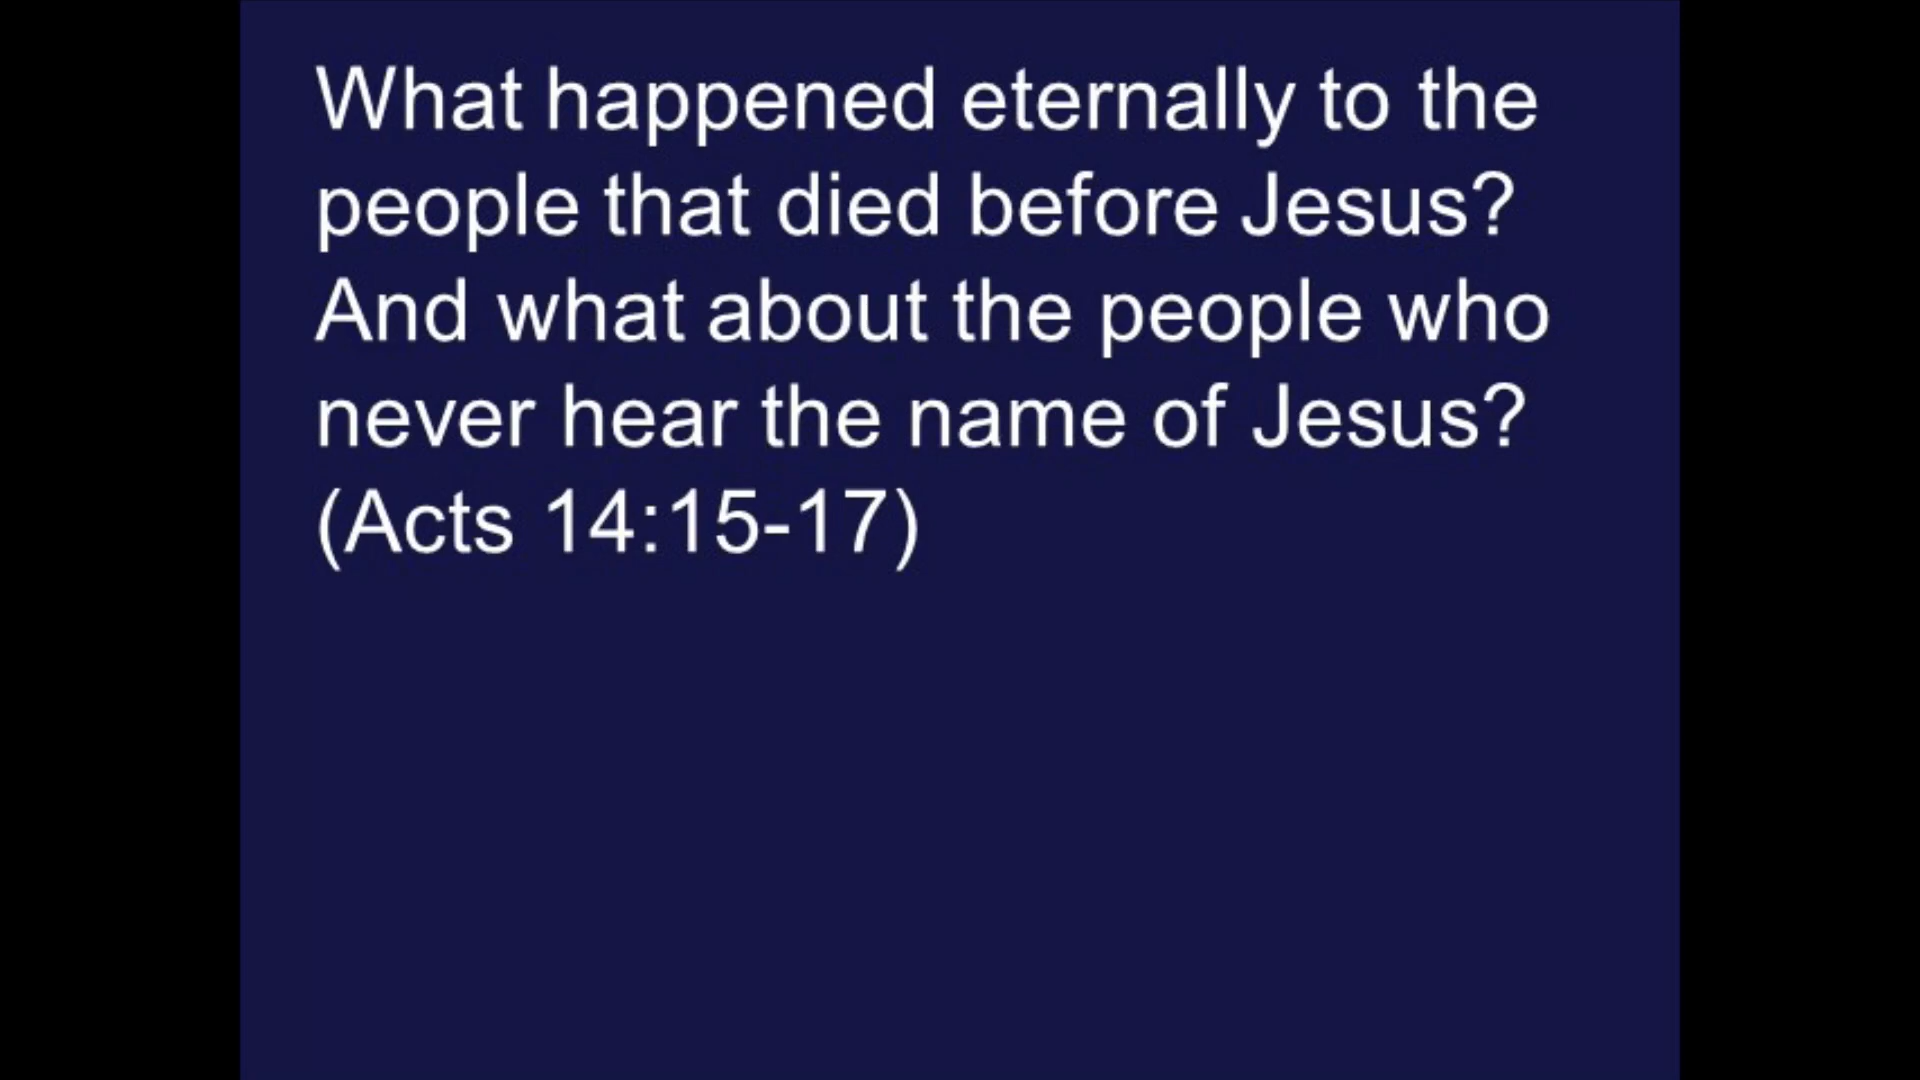 What happened eternally to the
people that died before Jesus?
And what about the people who
never hear the name of Jesus?
(Acts 14:15-17)